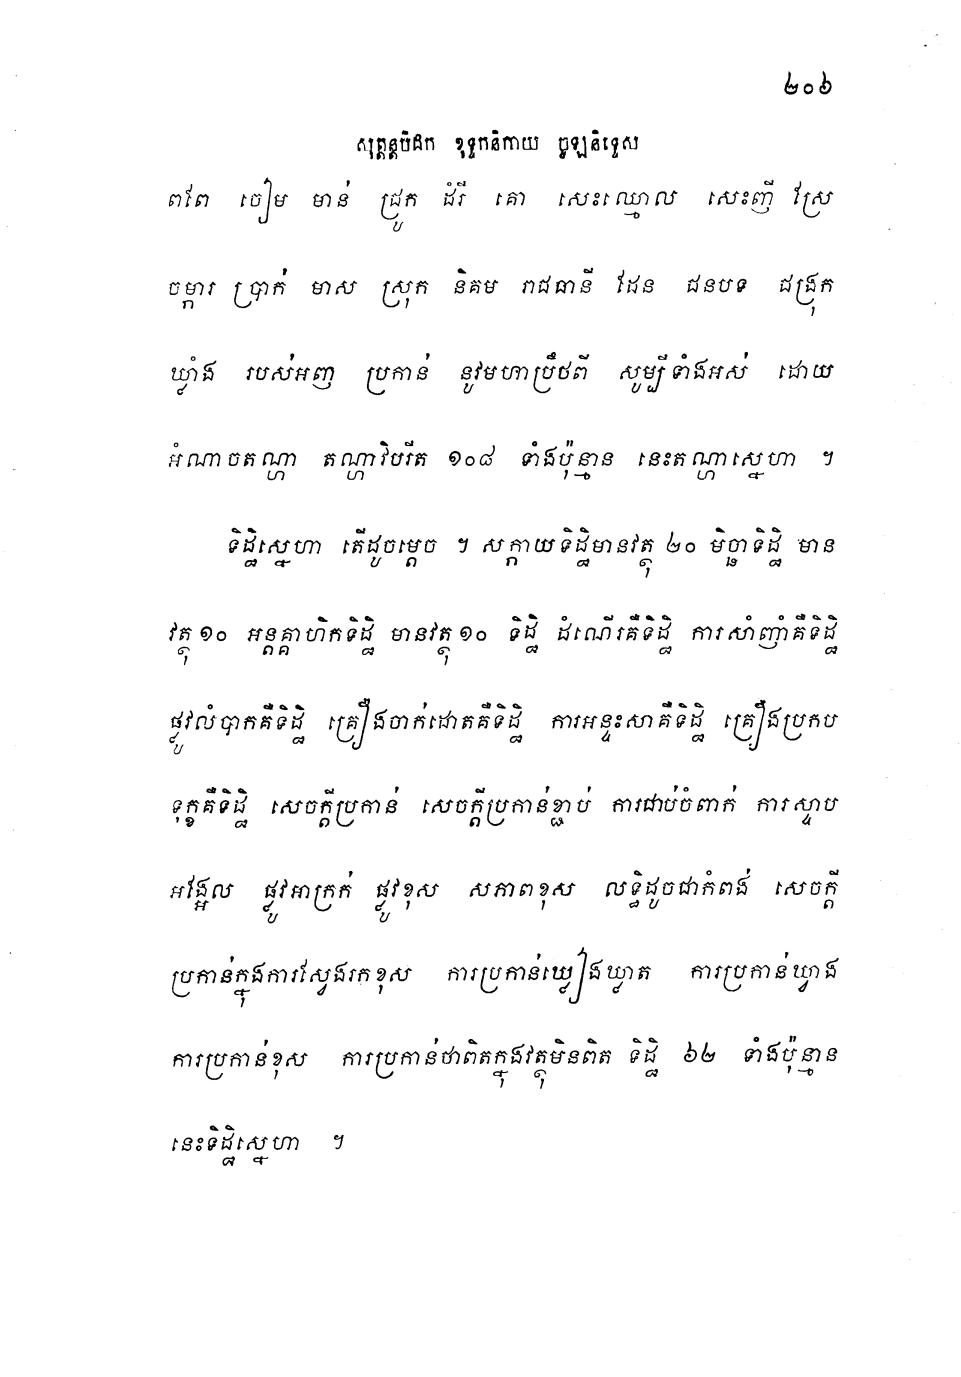 ២០៦
សុត្តន្តបិដក ខុទ្ទកនិកាយ ចូឡនិទ្ទេស
ពពែ ចៀម មាន់ ជ្រូក ដំរី គោ សេះឈ្មោល សេះញី ស្រែ
ចម្ការ ប្រាក់ មាស ស្រុក និគម រាជធានី ដែន ជនបទ ជង្រុក
ឃ្លាំង របស់អញ ប្រកាន់ នូវមហាប្រឹថពី សូម្បីទាំងអស់ ដោយ
អំណាចតណ្ហា តណ្ហាវិបរីត ១០៨ ទាំងប៉ុន្មាន នេះតណ្ហាស្នេហា ។
ទិដ្ឋិស្នេហា តើដូចម្តេច ។ សក្កាយទិដ្ឋិមានវត្ថុ ២០ មិច្ឆាទិដ្ឋិ មាន
វត្ថុ ១០ អន្តគ្គាហិកទិដ្ឋិ មានវត្ថុ ១០ ទិដ្ឋិ ដំណើរគឺទិដ្ឋិ ការសាំញ៉ាំគឺទិដ្ឋិ
ផ្លូវលំបាកគឺទិដ្ឋិ គ្រឿងចាក់ដោតគឺទិដ្ឋិ ការអន្ទះសាគឺទិដ្ឋិ គ្រឿងប្រកប
ទុក្ខគឺទិដ្ឋិ សេចក្តីប្រកាន់ សេចក្តីប្រកាន់ខ្ជាប់ ការជាប់ចំពាក់ ការស្ទាប
អង្អែល ផ្លូវអាក្រក់ ផ្លូវខុស សភាពខុស លទ្ធិដូចជាកំពង់ សេចក្តី
ប្រកាន់ក្នុងការស្វែងរកខុស ការប្រកាន់ឃ្លៀងឃ្លាត ការប្រកាន់ឃ្វាង
ការប្រកាន់ខុស ការប្រកាន់ថាពិតក្នុងវត្ថុមិនពិត ទិដ្ឋិ ៦២ ទាំងប៉ុន្មាន
នេះទិដ្ឋិស្នេហា ។